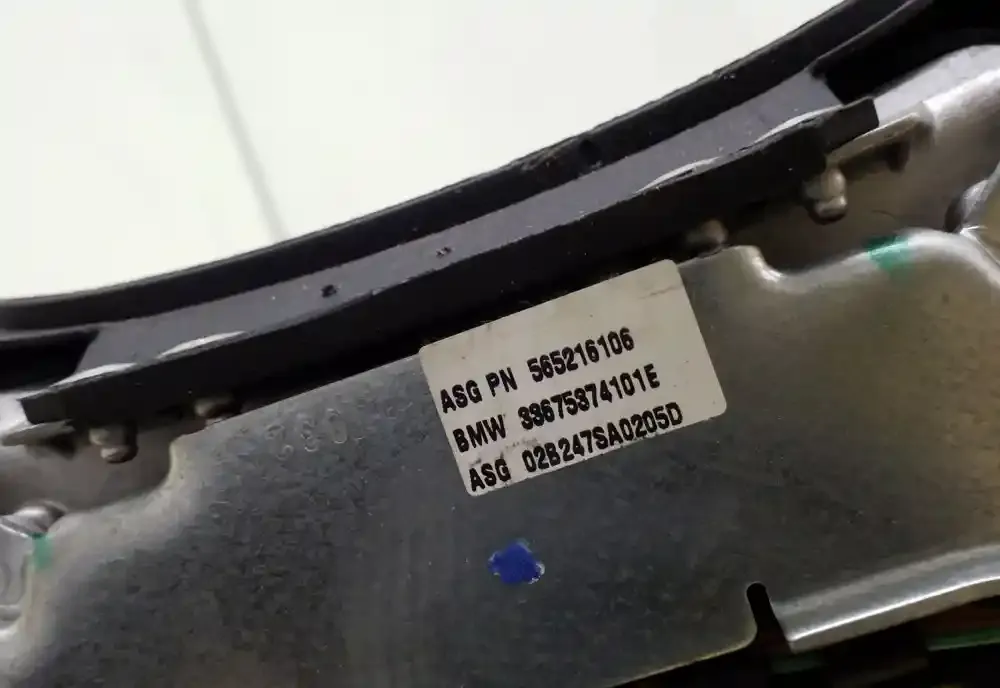 ASG PN 565216106
BMW 33675374101E
ASG 02B247SA0205D